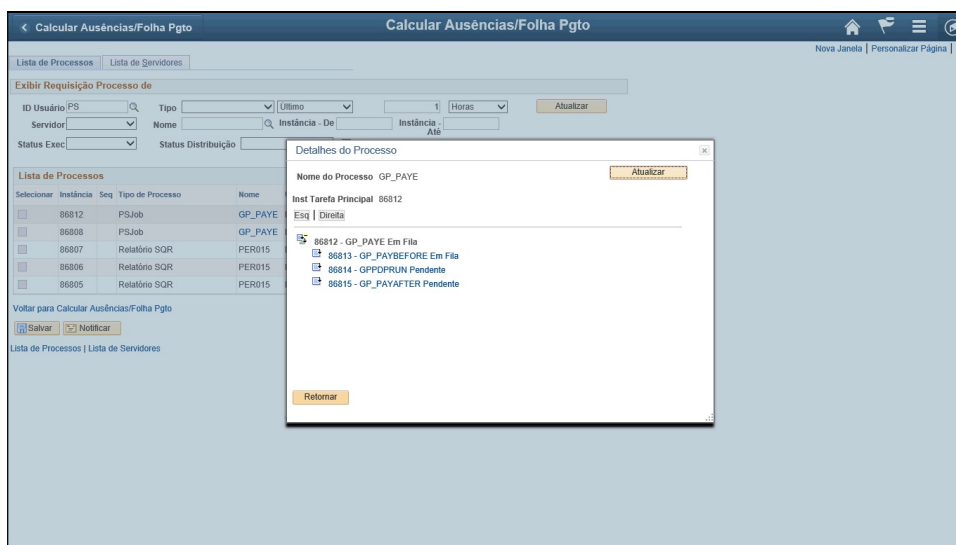 Calcular Ausências/Folha Pgto
Calcular Ausências/Folha Pgto
Nova Janela | Personalizar Página |
Lista de Processos
Lista de Servidores
Exibir Requisição Processo de
ID Usuário PS Tipo Último 1 Horas Atualizar
Servidor Nome Instância - De Instância - Até
Status Exec Status Distribuição
Lista de Processos
Selecionar Instância Seq Tipo de Processo Nome
86812 PSJob GP_PAYE
86808 PSJob GP_PAYE
86807 Relatório SQR PER015
86806 Relatório SQR PER015
86805 Relatório SQR PER015
Voltar para Calcular Ausências/Folha Pgto
Salvar Notificar
Lista de Processos | Lista de Servidores
Detalhes do Processo
Nome do Processo GP_PAYE Atualizar
Inst Tarefa Principal 86812
Esq | Direita
86812 - GP_PAYE Em Fila
86813 - GP_PAYBEFORE Em Fila
86814 - GPPDPRUN Pendente
86815 - GP_PAYAFTER Pendente
Retornar